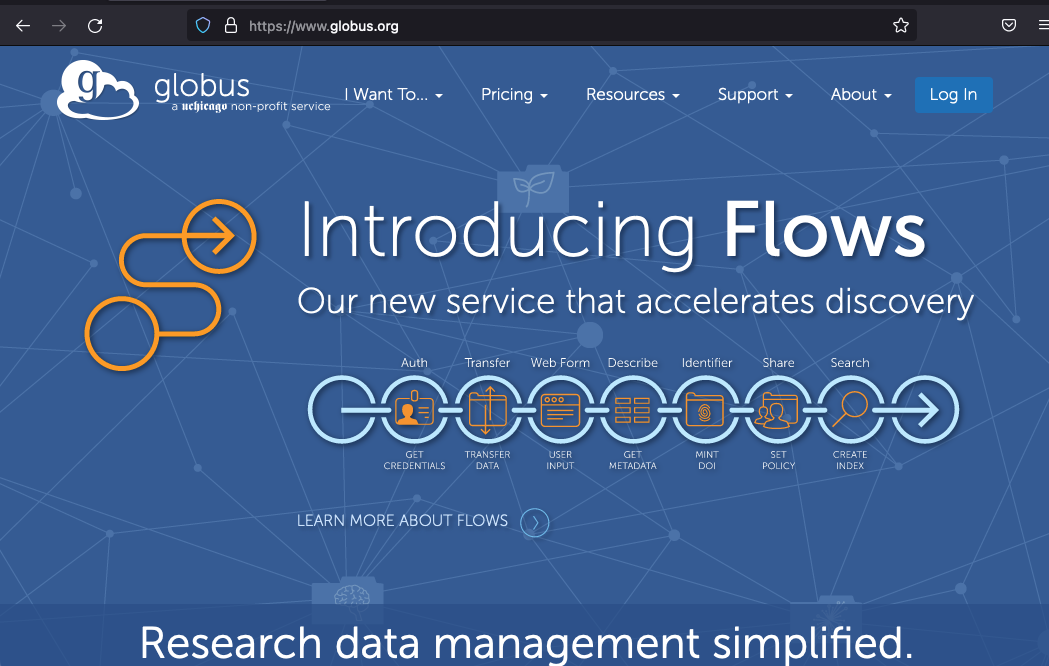 https://www.globus.org
globus
a uchicago non-profit service
I Want To... Pricing Resources Support About Log In
Introducing Flows
Our new service that accelerates discovery
Auth Transfer Web Form Describe Identifier Share Search
GET CREDENTIALS
TRANSFER DATA
USER INPUT
GET METADATA
MINT DOI
SET POLICY
CREATE INDEX
LEARN MORE ABOUT FLOWS
Research data management simplified.